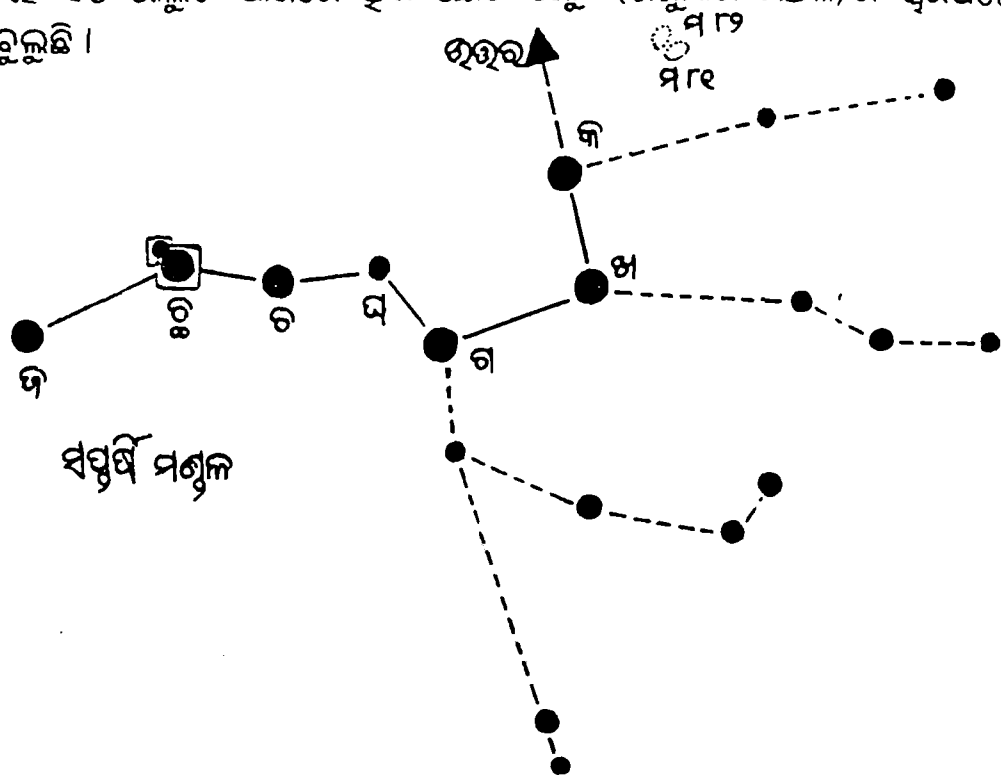 ବୁଲୁଛି।
ଉତ୍ତର
ମ ୮୨
ମ ୮୧
କ
ଖ
ଛ
ଚ
ଘ
ଗ
ଜ
ସପ୍ତର୍ଷି ମଣ୍ଡଳ